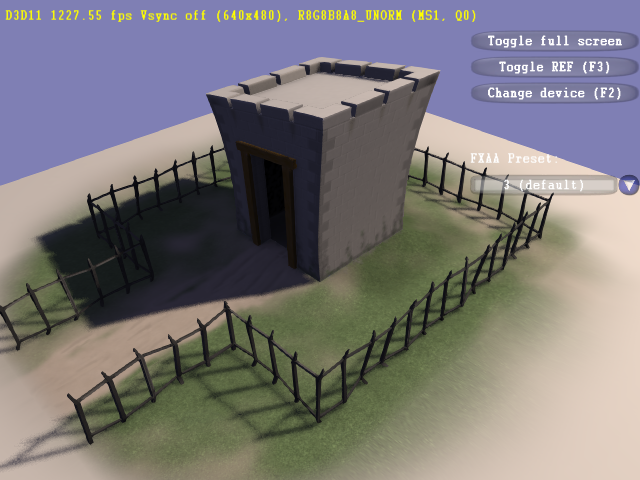 D3D11 1227.55 fps Vsync off (640x480), R8G8B8A8_UNORM (MS1, Q0)
Toggle full screen
Toggle REF (F3)
Change device (F2)
FXAA Preset:
3 (default)